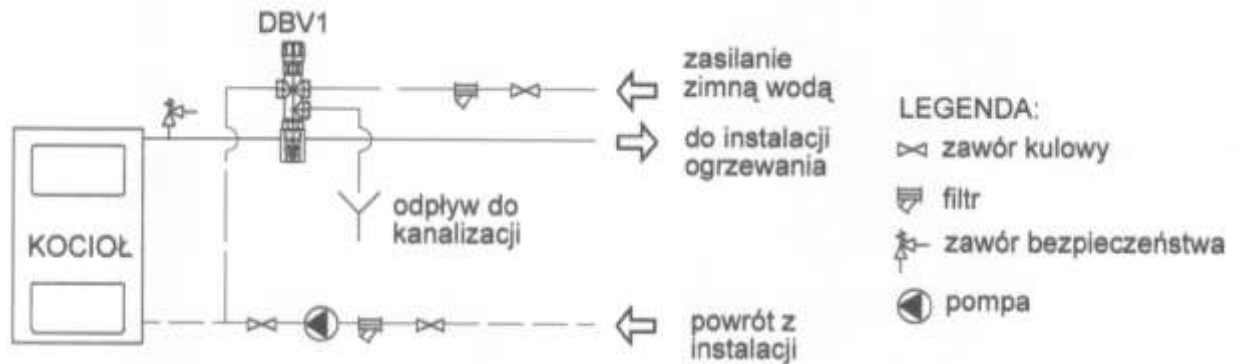 DBV1
zasilanie
zimną wodą
do instalacji
ogrzewania
odpływ do
kanalizacji
KOCIOŁ
powrót z
instalacji
LEGENDA:
zawór kulowy
filtr
zawór bezpieczeństwa
pompa